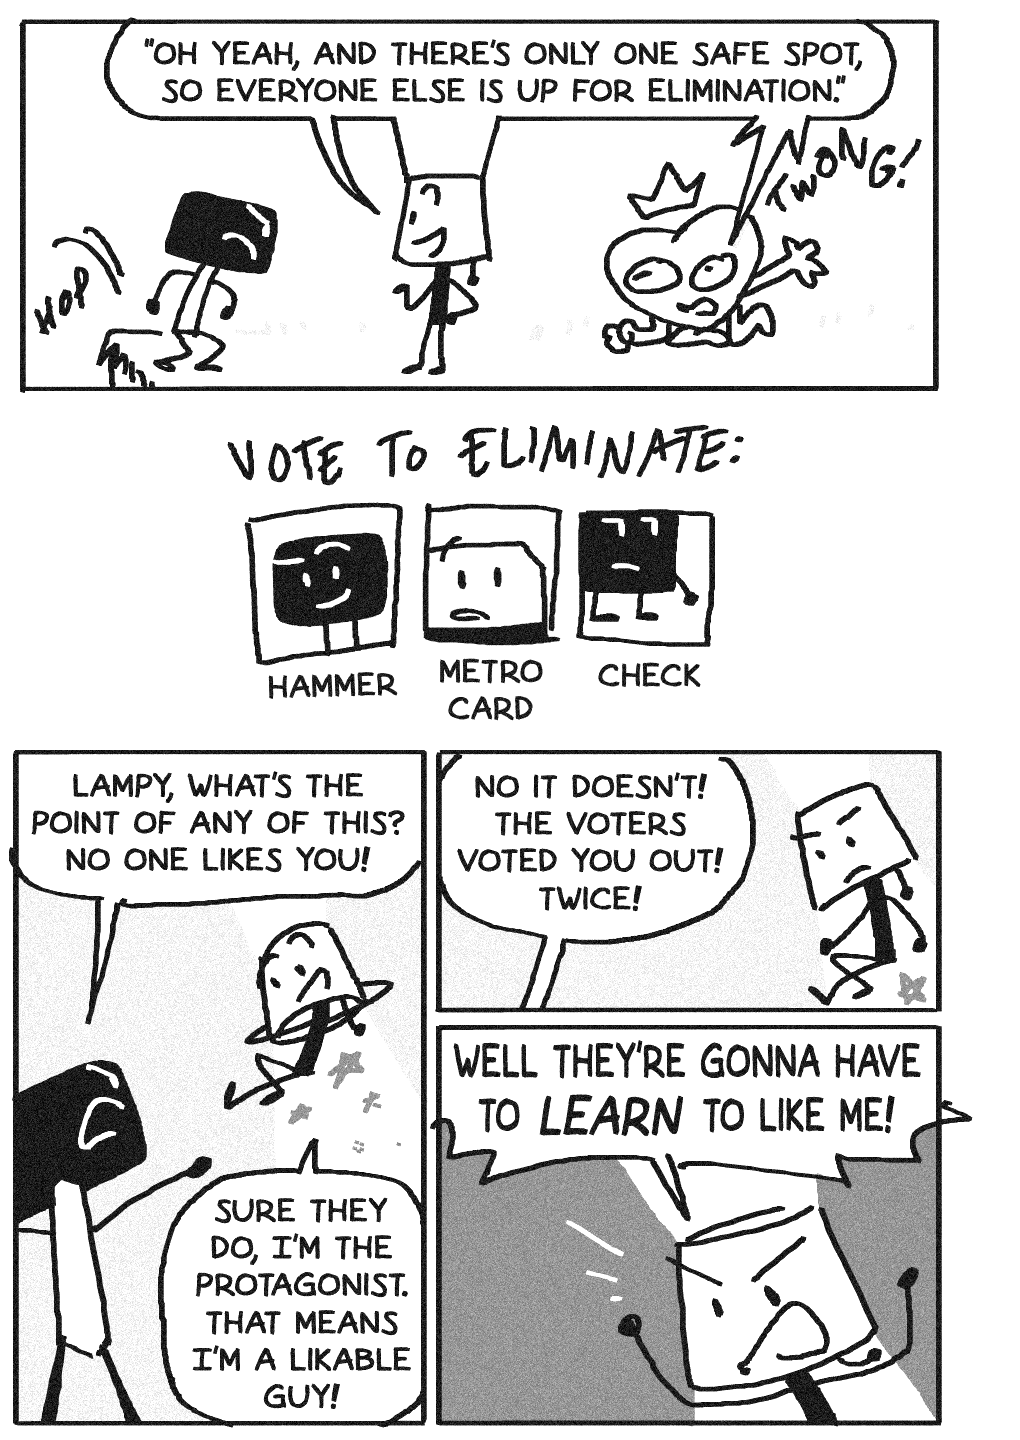 "OH YEAH, AND THERE'S ONLY ONE SAFE SPOT,
SO EVERYONE ELSE IS UP FOR ELIMINATION."
HOP
TWONG!
VOTE TO ELIMINATE:
HAMMER
METRO
CARD
CHECK
LAMPY, WHAT'S THE
POINT OF ANY OF THIS?
NO ONE LIKES YOU!
SURE THEY
DO, I'M THE
PROTAGONIST.
THAT MEANS
I'M A LIKABLE
GUY!
NO IT DOESN'T!
THE VOTERS
VOTED YOU OUT!
TWICE!
WELL THEY'RE GONNA HAVE
TO LEARN TO LIKE ME!